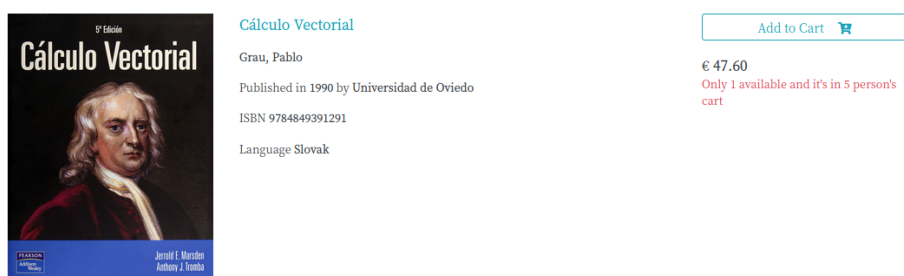 5ª Edición
Cálculo Vectorial
PEARSON
Addison
Wesley
Jerrold E. Marsden
Anthony J. Tromba
Cálculo Vectorial
Grau, Pablo
Published in 1990 by Universidad de Oviedo
ISBN 9784849391291
Language Slovak
Add to Cart
€ 47.60
Only 1 available and it's in 5 person's
cart